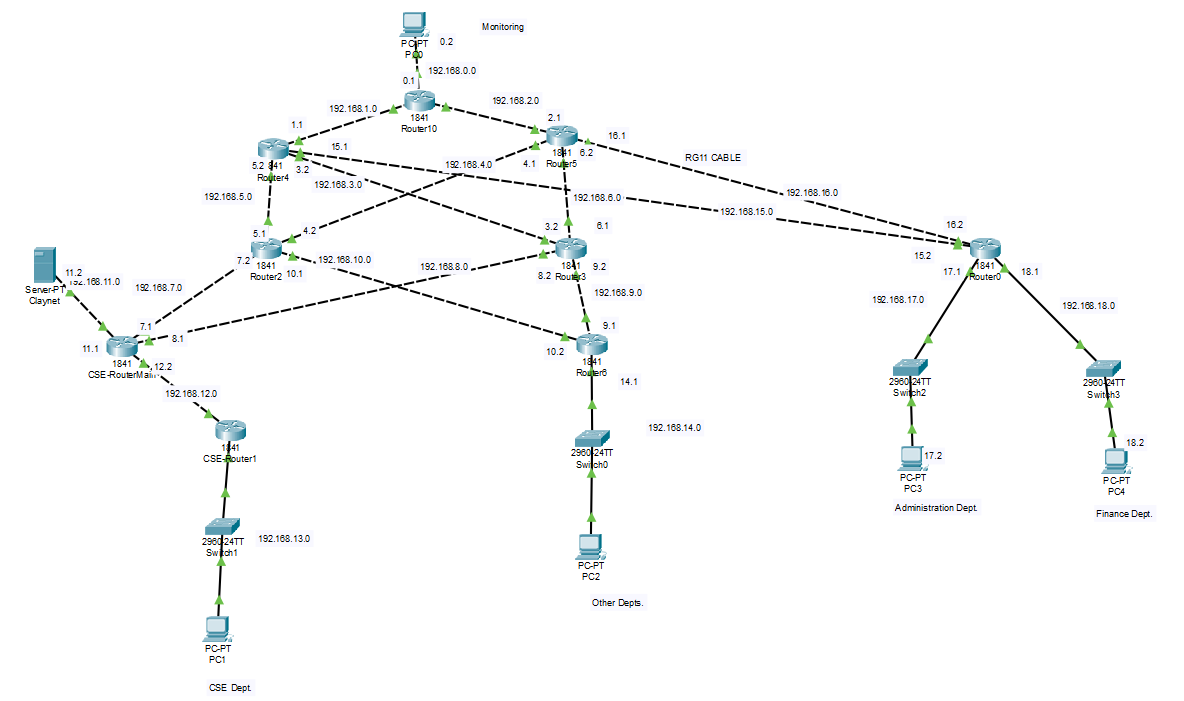 Monitoring
PC-PT
0.2
192.168.0.0
0.1
192.168.1.0
192.168.2.0
1841
Router10
1.1
2.1
16.1
15.1
1841
6.2
Router5
RG11 CABLE
5.2
841
3.2
Router4
4.1
192.168.4.0
192.168.3.0
192.168.16.0
192.168.5.0
192.168.6.0
192.168.15.0
5.1
4.2
3.2
6.1
16.2
7.2
1841
Router2
10.1
192.168.10.0
192.168.8.0
1841
Router3
8.2
9.2
15.2
1841
Router0
17.1
18.1
11.2
192.168.11.0
Server-PT
Claynet
192.168.7.0
192.168.9.0
192.168.17.0
192.168.18.0
7.1
8.1
9.1
11.1
1841
12.2
CSE-RouterMain
10.2
1841
Router6
192.168.12.0
14.1
2960-24TT
Switch2
2960-24TT
Switch3
1841
CSE-Router1
192.168.14.0
2960-24TT
Switch0
17.2
18.2
PC-PT
PC3
PC-PT
PC4
Administration Dept.
Finance Dept.
2960-24TT
Switch1
192.168.13.0
PC-PT
PC2
Other Depts.
PC-PT
PC1
CSE Dept.